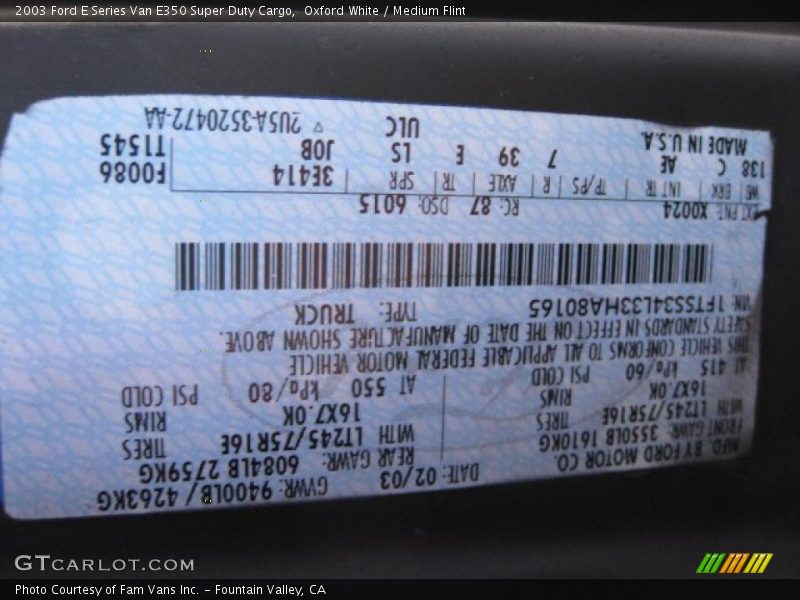 2003 Ford E Series Van E350 Super Duty Cargo, Oxford White / Medium Flint
MFD. BY FORD MOTOR CO.
DATE: 02/03 GVWR: 9400LB / 4263KG
FRONT GAWR: 3550LB 1610KG REAR GAWR: 6084LB 2759KG
WITH LT245/75R16E TIRES WITH LT245/75R16E TIRES
16X7.0K RIMS 16X7.0K RIMS
AT 415 kPa/60 PSI COLD AT 550 kPa/80 PSI COLD
THIS VEHICLE CONFORMS TO ALL APPLICABLE FEDERAL MOTOR VEHICLE
SAFETY STANDARDS IN EFFECT ON THE DATE OF MANUFACTURE SHOWN ABOVE.
VIN: 1FTSS34L33HA80165 TYPE: TRUCK
EXT PNT: X0024 RC: 87 DSO: 6015
WB BRK INT TR TP/PS R AXLE TR SPR 3E414 F0086
138 C AE 7 39 E LS JOB T1545
MADE IN U.S.A. ULC ▽ 2U5A-3520472-AA
GTCARLOT.COM
Photo Courtesy of Fam Vans Inc. – Fountain Valley, CA